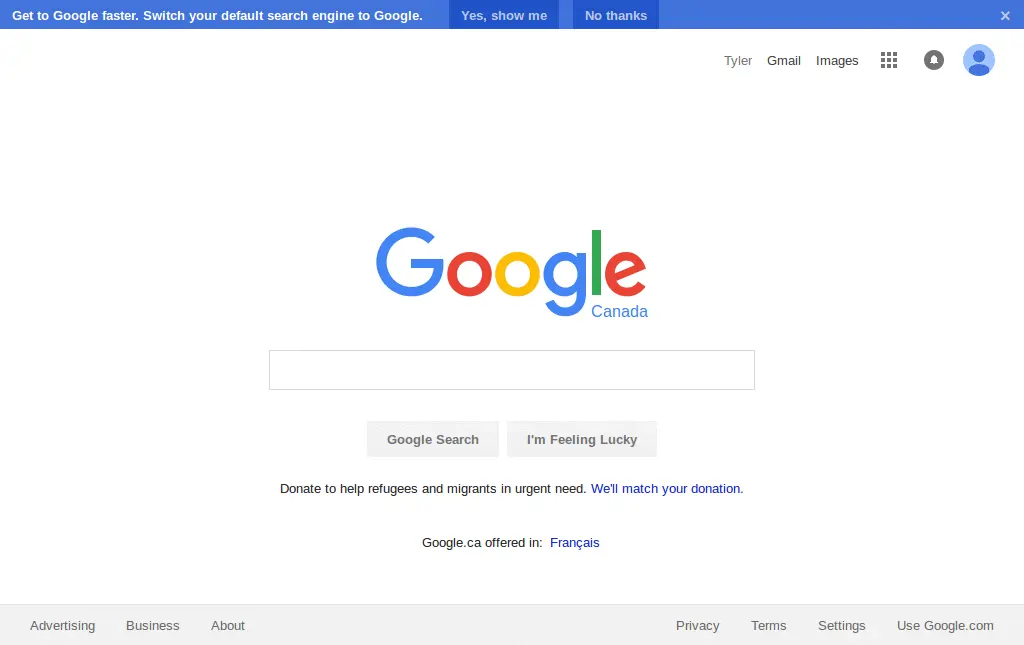 Get to Google faster. Switch your default search engine to Google. Yes, show me No thanks ×
Tyler Gmail Images
Google
Canada
Google Search I'm Feeling Lucky
Donate to help refugees and migrants in urgent need. We'll match your donation.
Google.ca offered in: Français
Advertising Business About Privacy Terms Settings Use Google.com